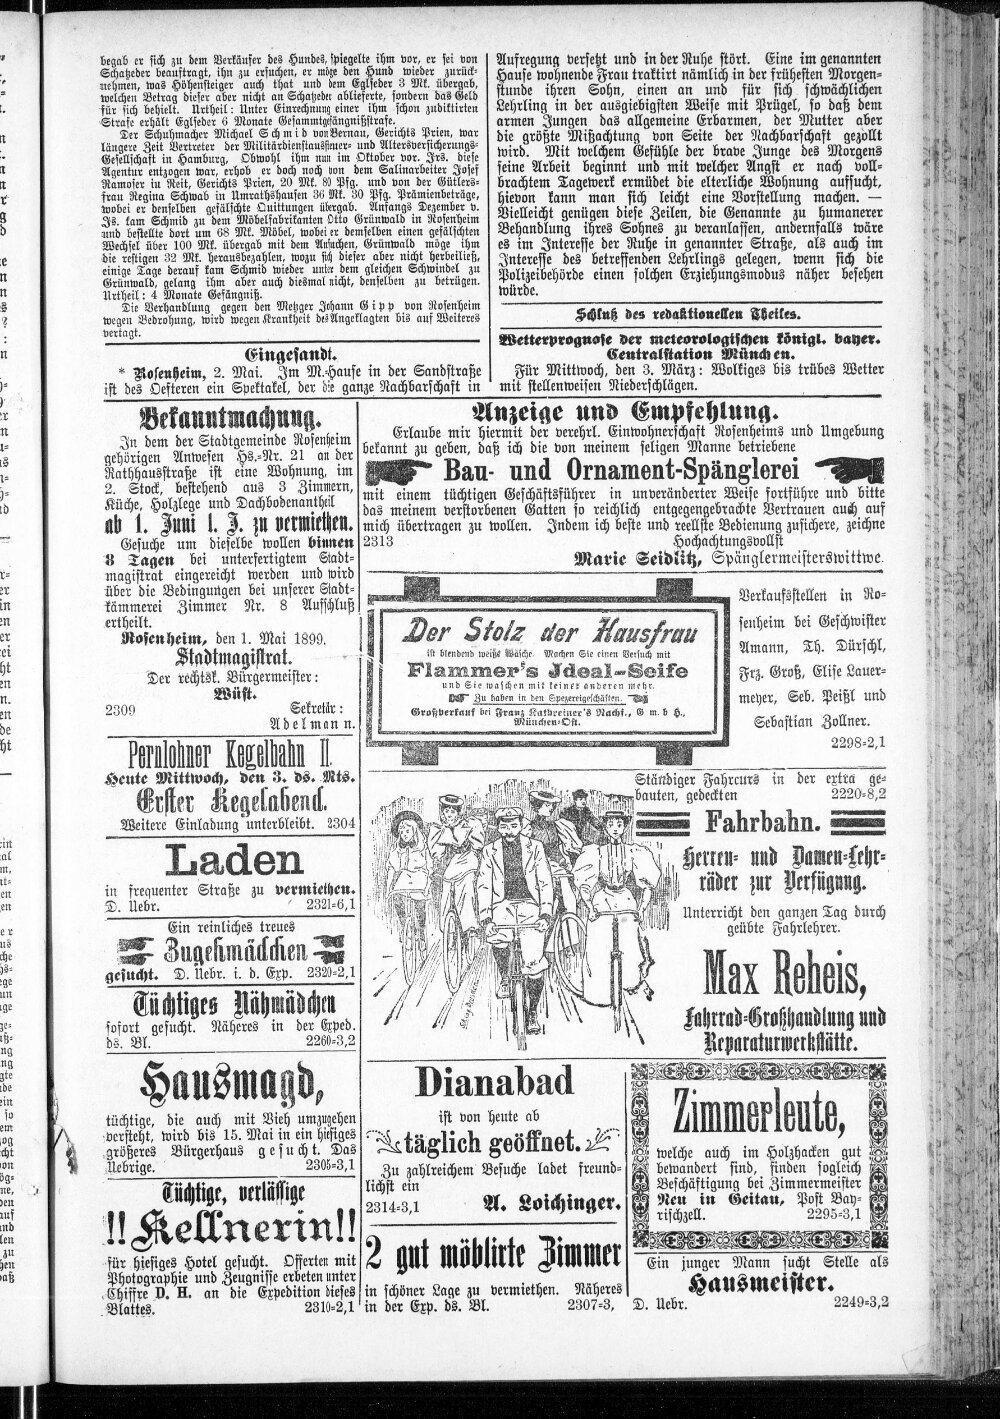 begab er sich zu dem Verkäufer des Hundes, spiegelte ihm vor, er sei von
Schatzeder beauftragt, ihn zu ersuchen, er möge den Hund wieder zurück-
nehmen, was Höhensteiger auch that und dem Eglseder 3 Mk. übergab,
welchen Betrag dieser aber nicht an Schatzeder ablieferte, sondern das Geld
für sich behielt. Urtheil: Unter Einrechnung einer ihm schon zudiktirten
Strafe erhält Eglseder 6 Monate Gesammtgefängnißstrafe.
Der Schuhmacher Michael Schmid von Bernau, Gerichts Prien, war
längere Zeit Vertreter der Militärdienstaussteuer- und Altersversicherungs-
Gesellschaft in Hamburg. Obwohl ihm nun im Oktober vor. Jrs. diese
Agentur entzogen war, erhob er doch noch von dem Salinarbeiter Josef
Ramoser in Reit, Gerichts Prien, 20 Mk. 80 Pfg. und von der Gütlers-
frau Regina Schwab in Umrathshausen 36 Mk. 30 Pfg. Prämienbeträge,
wobei er denselben gefälschte Quittungen übergab. Anfangs Dezember v.
Js. kam Schmid zu dem Möbelfabrikanten Otto Grünwald in Rosenheim
und bestellte dort um 68 Mk. Möbel, wobei er demselben einen gefälschten
Wechsel über 100 Mk. übergab mit dem Ansuchen, Grünwald möge ihm
die restigen 32 Mk. herausbezahlen, wozu sich dieser aber nicht herbeiließ,
einige Tage derauf kam Schmid wieder unter dem gleichen Schwindel zu
Grünwald, gelang ihm aber auch diesmal nicht, denselben zu betrügen.
Urtheil: 4 Monate Gefängniß.
Die Verhandlung gegen den Metzger Johann Gipp von Rosenheim
wegen Bedrohung, wird wegen Krankheit des Angeklagten bis auf Weiteres
vertagt.
Eingesandt.
* Rosenheim, 2. Mai. Im M.-Hause in der Sandstraße
ist des Oefteren ein Spektakel, der die ganze Nachbarschaft in
Aufregung versetzt und in der Ruhe stört. Eine im genannten
Hause wohnende Frau traktirt nämlich in der frühesten Morgen-
stunde ihren Sohn, einen an und für sich schwächlichen
Lehrling in der ausgiebigsten Weise mit Prügel, so daß dem
armen Jungen das allgemeine Erbarmen, der Mutter aber
die größte Mißachtung von Seite der Nachbarschaft gezollt
wird. Mit welchem Gefühle der brave Junge des Morgens
seine Arbeit beginnt und mit welcher Angst er nach voll-
brachtem Tagewerk ermüdet die elterliche Wohnung aufsucht,
hievon kann man sich leicht eine Vorstellung machen. —
Vielleicht genügen diese Zeilen, die Genannte zu humanerer
Behandlung ihres Sohnes zu veranlassen, andernfalls wäre
es im Interesse der Ruhe in genannter Straße, als auch im
Interesse des betreffenden Lehrlings gelegen, wenn sich die
Polizeibehörde einen solchen Erziehungsmodus näher besehen
würde.
Schluß des redaktionellen Theiles.
Wetterprognose der meteorologischen königl. bayer.
Centralstation München.
Für Mittwoch, den 3. März: Wolkiges bis trübes Wetter
mit stellenweisen Niederschlägen.
Bekanntmachung.
In dem der Stadtgemeinde Rosenheim
gehörigen Anwesen Hs.-Nr. 21 an der
Rathhausstraße ist eine Wohnung, im
2. Stock, bestehend aus 3 Zimmern,
Küche, Holzlege und Dachbodenantheil
ab 1. Juni l. J. zu vermiethen.
Gesuche um dieselbe wollen binnen
8 Tagen bei unterfertigtem Stadt-
magistrat eingereicht werden und wird
über die Bedingungen bei unserer Stadt-
kämmerei Zimmer Nr. 8 Aufschluß
ertheilt.
Rosenheim, den 1. Mai 1899.
Stadtmagistrat.
Der rechtsk. Bürgermeister:
Wüst.
2309 Sekretär:
Adelmann.
Pernlohner Kegelbahn II.
Heute Mittwoch, den 3. ds. Mts.
Erster Kegelabend.
Weitere Einladung unterbleibt. 2304
Laden
in frequenter Straße zu vermiethen.
D. Uebr. 2321=6,1
Ein reinliches treues
Zugehmädchen
gesucht. D. Uebr. i. d. Exp. 2320=2,1
Tüchtiges Nähmädchen
sofort gesucht. Näheres in der Exped.
ds. Bl. 2260=3,2
Hausmagd,
tüchtige, die auch mit Vieh umzugehen
versteht, wird bis 15. Mai in ein hiesiges
größeres Bürgerhaus gesucht. Das
Uebrige. 2305=3,1
Tüchtige, verlässige
!! Kellnerin!!
für hiesiges Hotel gesucht. Offerten mit
Photographie und Zeugnisse erbeten unter
Chiffre D. H. an die Expedition dieses
Blattes. 2310=2,1
Anzeige und Empfehlung.
Erlaube mir hiermit der verehrl. Einwohnerschaft Rosenheims und Umgebung
bekannt zu geben, daß ich die von meinem seligen Manne betriebene
Bau- und Ornament-Spänglerei
mit einem tüchtigen Geschäftsführer in unveränderter Weise fortführe und bitte
das meinem verstorbenen Gatten so reichlich entgegengebrachte Vertrauen auch auf
mich übertragen zu wollen. Indem ich beste und reellste Bedienung zusichere, zeichne
2313 Hochachtungsvollst
Marie Seidlitz, Spänglermeisterswittwe.
Der Stolz der Hausfrau
ist blendend weiße Wäsche. Machen Sie einen Versuch mit
Flammer's Jdeal-Seife
und Sie waschen mit keiner anderen mehr.
Zu haben in den Spezereigeschäften.
Großverkauf bei Franz Kathreiner's Nachf., G m b H.,
München-Ost.
Verkaufsstellen in Ro-
senheim bei Geschwister
Amann, Th. Dürschl,
Frz. Groß, Elise Lauer-
meyer, Seb. Peißl und
Sebastian Zollner.
2298=2,1
Ständiger Fahrcurs in der extra ge-
bauten, gedeckten 2220=8,2
Fahrbahn.
Herren- und Damen-Lehr-
räder zur Verfügung.
Unterricht den ganzen Tag durch
geübte Fahrlehrer.
Max Reheis,
Fahrrad-Großhandlung und
Reparaturwerkstätte.
Dianabad
ist von heute ab
täglich geöffnet.
Zu zahlreichem Besuche ladet freund-
lichst ein
2314=3,1 A. Loichinger.
2 gut möblirte Zimmer
in schöner Lage zu vermiethen. Näheres
in der Exp. ds. Bl. 2307=3,
Zimmerleute,
welche auch im Holzhacken gut
bewandert sind, finden sogleich
Beschäftigung bei Zimmermeister
Neu in Geitau, Post Bay-
rischzell. 2295=3,1
Ein junger Mann sucht Stelle als
Hausmeister.
D. Uebr. 2249=3,2